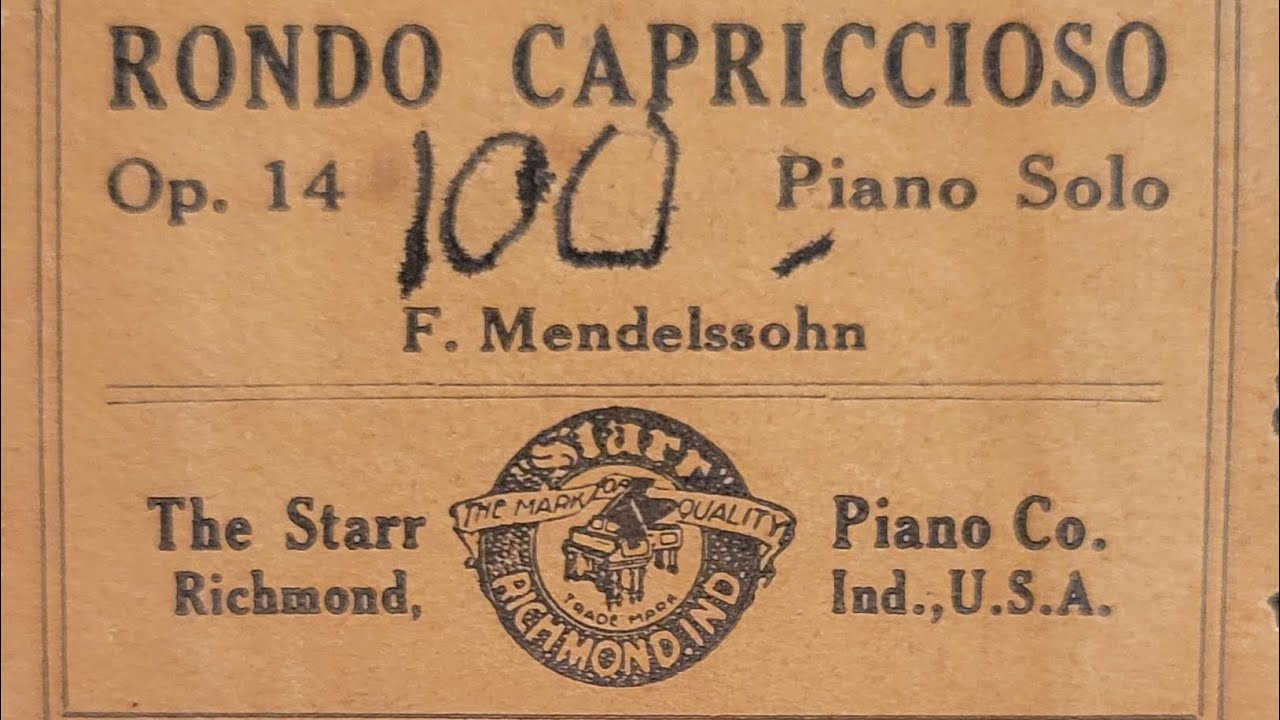 RONDO CAPRICCIOSO
Op. 14 100 Piano Solo
F. Mendelssohn
Starr
THE MARK OF QUALITY
TRADE MARK
RICHMOND. IND
The Starr Piano Co.
Richmond, Ind., U.S.A.